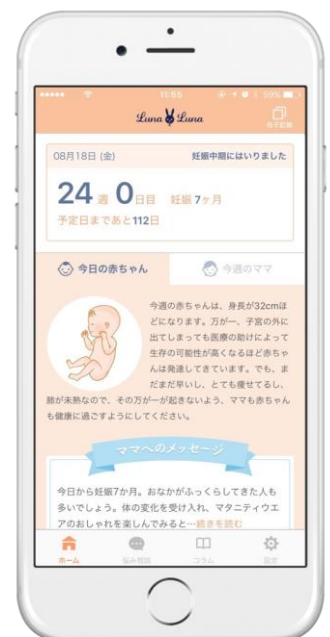 11:55
59%
Luna Luna
母子手帳
08月18日 (金)
妊娠中期にはいりました
24週 0日目 妊娠7ヶ月
予定日まであと112日
今日の赤ちゃん
今週のママ
今週の赤ちゃんは、身長が32cmほ
どになります。万が一、子宮の外に
出てしまっても医療の助けによって
生存の可能性が高くなるほど赤ちゃ
んは発達してきています。でも、ま
だまだ早いし、とても痩せてるし、
肺が未熟なので、その万が一が起きないよう、ママも赤ちゃん
も健康に過ごすようにしてください。
ママへのメッセージ
今日から妊娠7か月。おなかがふっくらしてきた人も
多いでしょう。体の変化を受け入れ、マタニティウエ
アのおしゃれを楽しんでみると…続きを読む
ホーム
悩み相談
コラム
設定